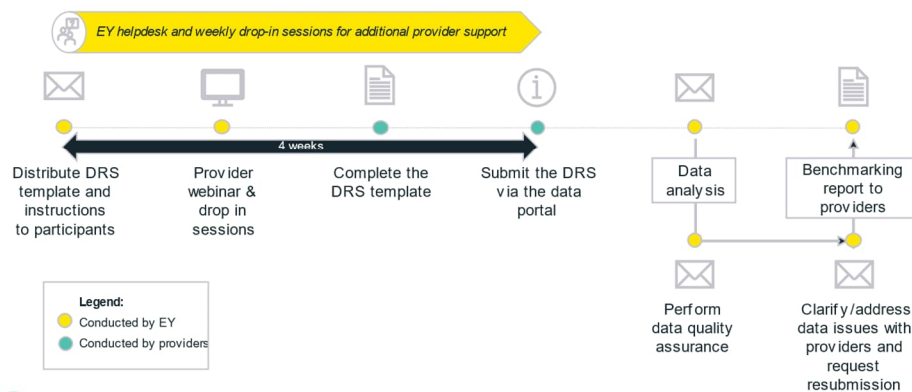 EY helpdesk and weekly drop-in sessions for additional provider support
4 weeks
Distribute DRS
template and
instructions
to participants
Provider
webinar &
drop in
sessions
Complete the
DRS template
Submit the DRS
via the data
portal
Data
analysis
Benchmarking
report to
providers
Perform
data quality
assurance
Clarify/address
data issues with
providers and
request
resubmission
Legend:
Conducted by EY
Conducted by providers